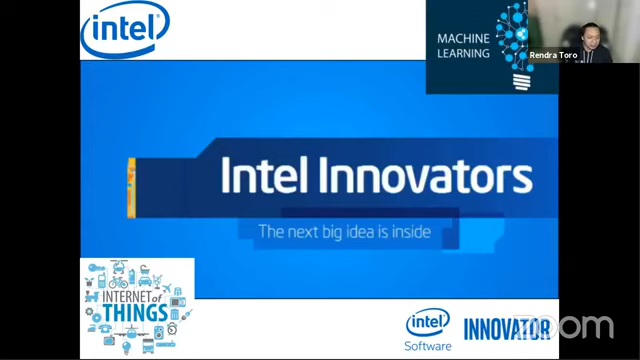 intel
MACHINE
LEARNING
Rendra Toro
Intel Innovators
The next big idea is inside
INTERNET of
THINGS
intel
Software
INNOVATOR
zoom